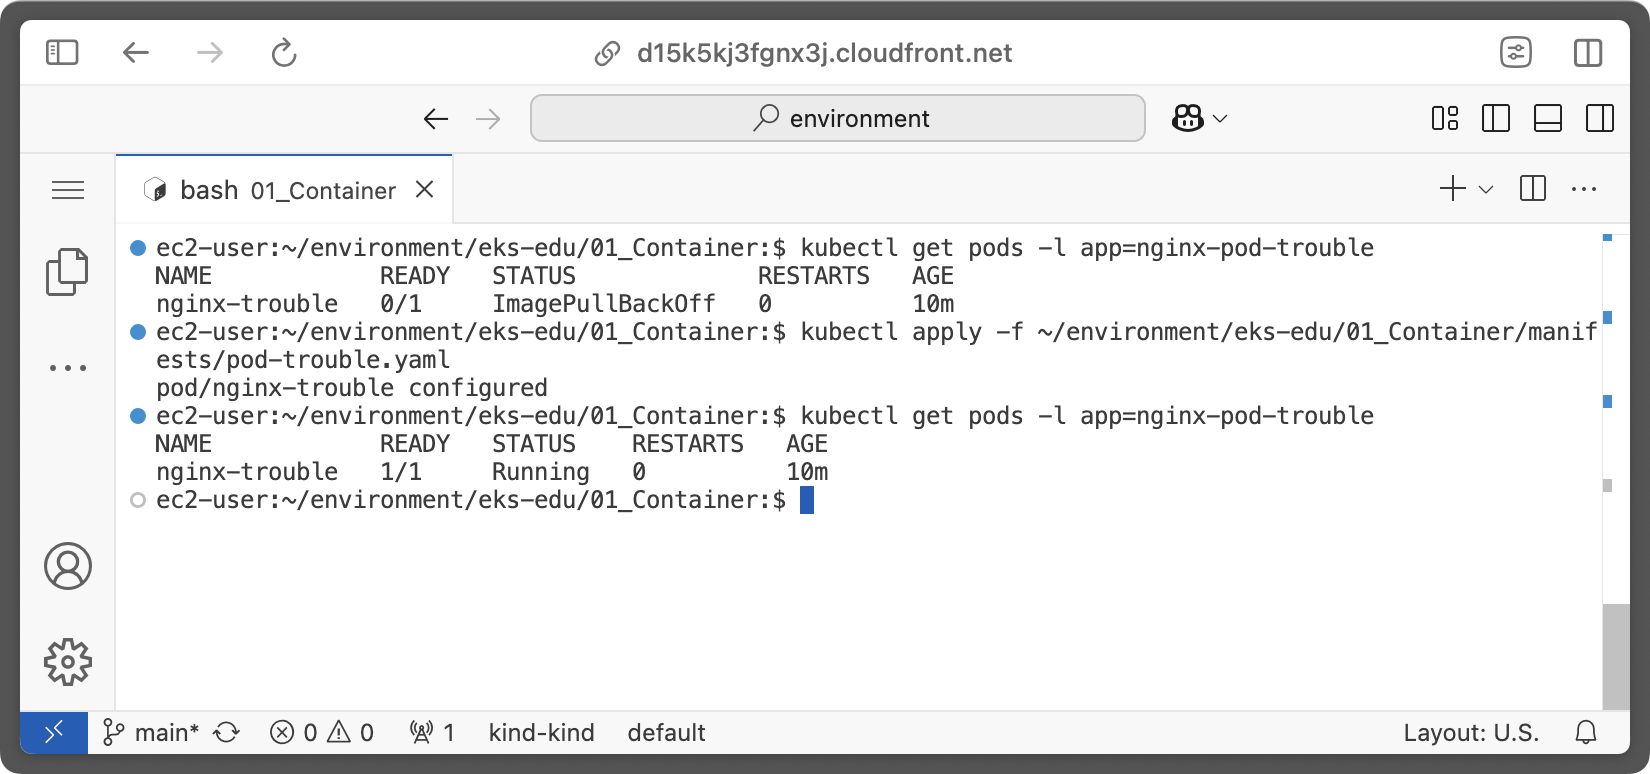 d15k5kj3fgnx3j.cloudfront.net
environment
bash 01_Container
ec2-user:~/environment/eks-edu/01_Container:$ kubectl get pods -l app=nginx-pod-trouble
NAME READY STATUS RESTARTS AGE
nginx-trouble 0/1 ImagePullBackOff 0 10m
ec2-user:~/environment/eks-edu/01_Container:$ kubectl apply -f ~/environment/eks-edu/01_Container/manif
ests/pod-trouble.yaml
pod/nginx-trouble configured
ec2-user:~/environment/eks-edu/01_Container:$ kubectl get pods -l app=nginx-pod-trouble
NAME READY STATUS RESTARTS AGE
nginx-trouble 1/1 Running 0 10m
ec2-user:~/environment/eks-edu/01_Container:$
main* 0 0 1 kind-kind default Layout: U.S.